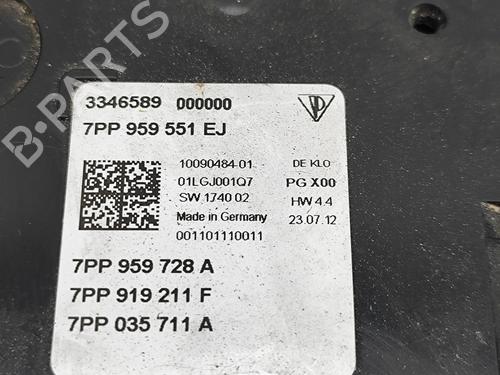 3346589 000000
7PP 959 551 EJ
10090484-01
DE KLO
01LGJ001Q7
PG X00
SW 1740 02
HW 4.4
Made in Germany
23.07.12
001101110011
7PP 959 728 A
7PP 919 211 F
7PP 035 711 A
B-PARTS